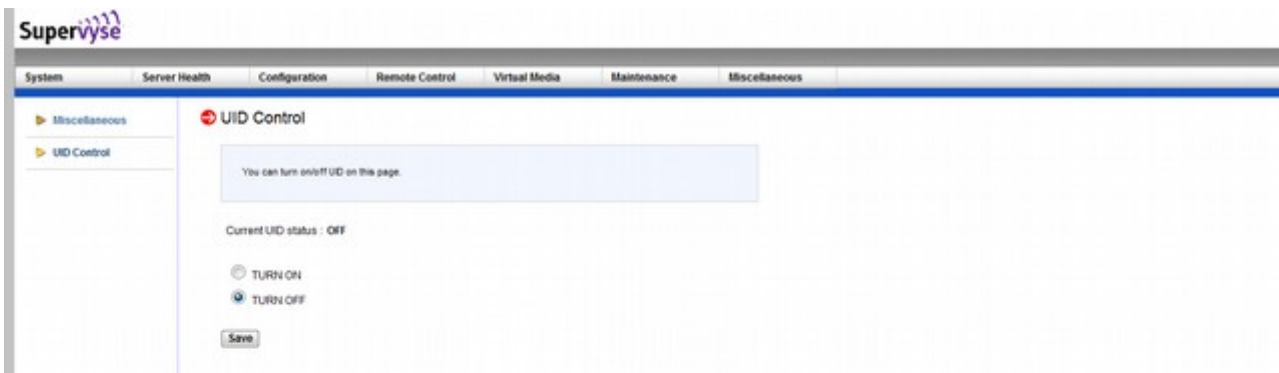 Supervyse
System Server Health Configuration Remote Control Virtual Media Maintenance Miscellaneous
Miscellaneous
UID Control
UID Control
You can turn on/off UID on this page.
Current UID status : OFF
TURN ON
TURN OFF
Save